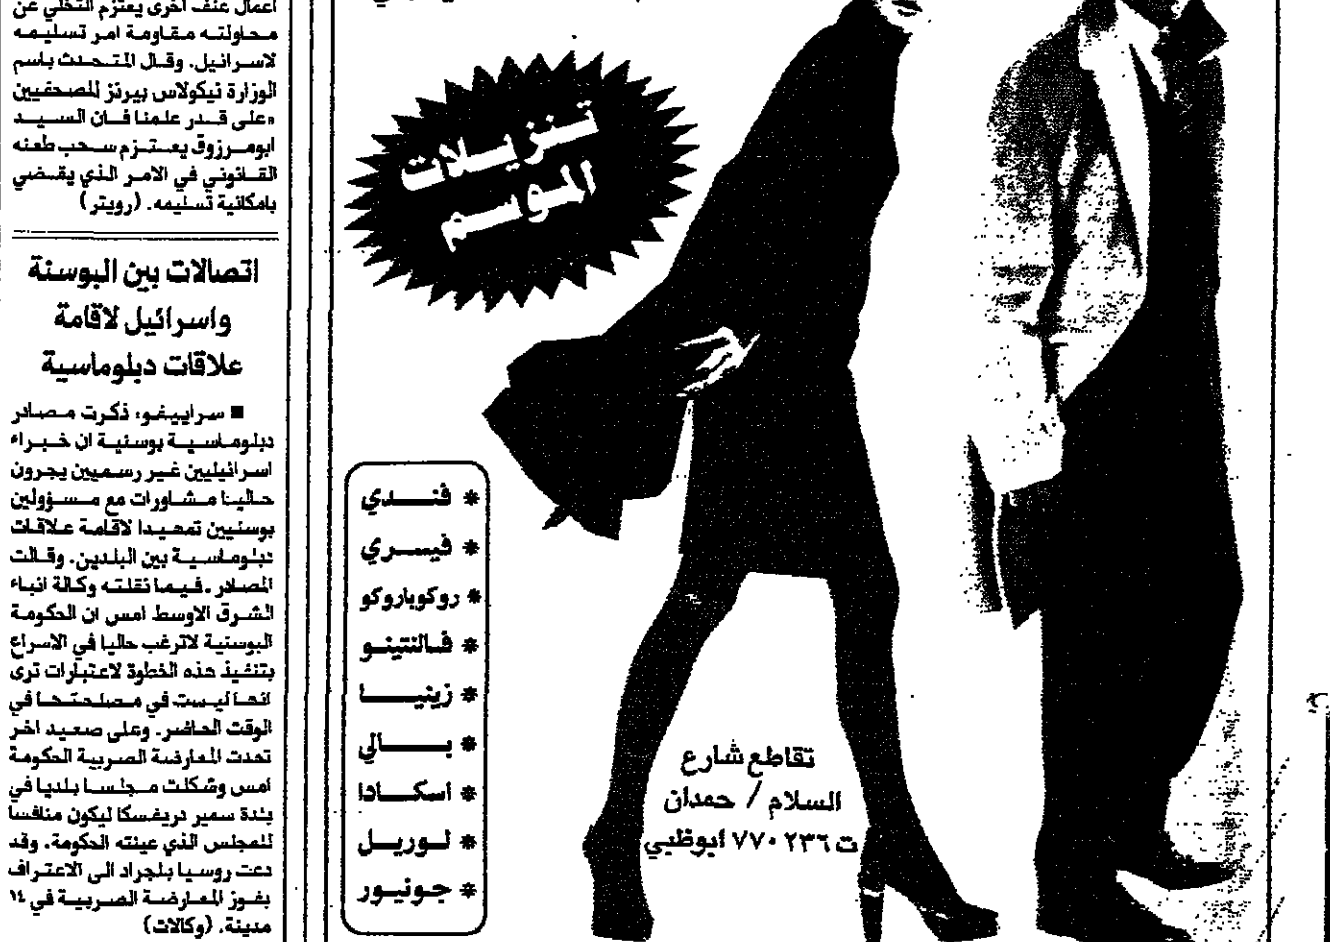 اعمال عنف اخرى يعتزم التخلي عن
محاولته مقاومة امر تسليمه
لاسرائيل. وقال المتحدث باسم
الوزارة نيكولاس بيرنز للصحفيين
«على قدر علمنا فان السيد
ابومرزوق يعتزم سحب طعنه
القانوني في الامر الذي يقضي
بامكانية تسليمه. (رويتر)
اتصالات بين البوسنة
واسرائيل لاقامة
علاقات دبلوماسية
■ سراييفو، ذكرت مصادر
دبلوماسية بوسنية ان خبراء
اسرائيليين غير رسميين يجرون
حاليا مشاورات مع مسؤولين
بوسنيين تمهيدا لاقامة علاقات
دبلوماسية بين البلدين. وقالت
المصادر .فيما نقلته وكالة انباء
الشرق الاوسط امس ان الحكومة
البوسنية لاترغب حاليا في الاسراع
بتنفيذ هذه الخطوة لاعتبارات ترى
انها ليست في مصلحتها في
الوقت الحاضر. وعلى صعيد اخر
تحدت المعارضة الصربية الحكومة
امس وشكلت مجلسا بلديا في
بلدة سمير دريفسكا ليكون منافسا
للمجلس الذي عينته الحكومة. وقد
دعت روسيا بلجراد الى الاعتراف
بفوز المعارضة الصربية في ١٤
مدينة. (وكالات)
تنزيلات
الموسم
* فندي
* فيسري
* روكوباروكو
* فالنتينو
* زينيا
* بالي
* اسكادا
* لوريل
* جونيور
تقاطع شارع
السلام / حمدان
ت ٧٧٠٢٣٦ ابوظبي